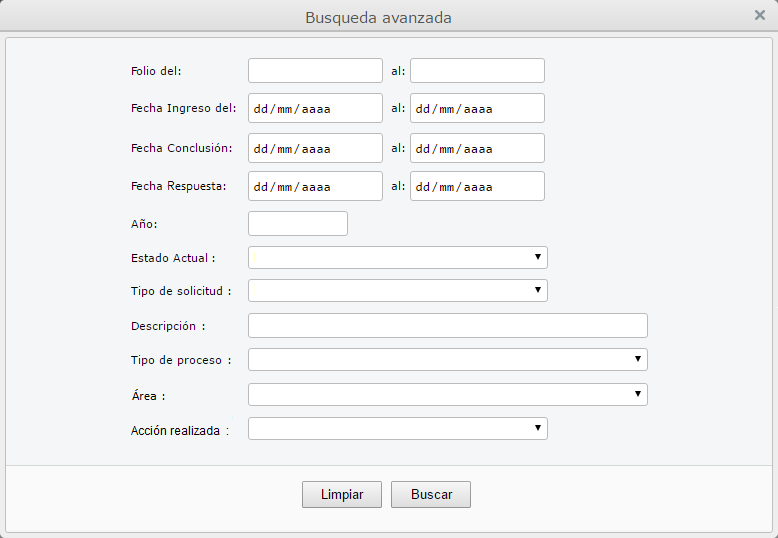 Busqueda avanzada
Folio del: al:
Fecha Ingreso del: dd/mm/aaaa al: dd/mm/aaaa
Fecha Conclusión: dd/mm/aaaa al: dd/mm/aaaa
Fecha Respuesta: dd/mm/aaaa al: dd/mm/aaaa
Año:
Estado Actual :
Tipo de solicitud :
Descripción :
Tipo de proceso :
Área :
Acción realizada :
Limpiar Buscar